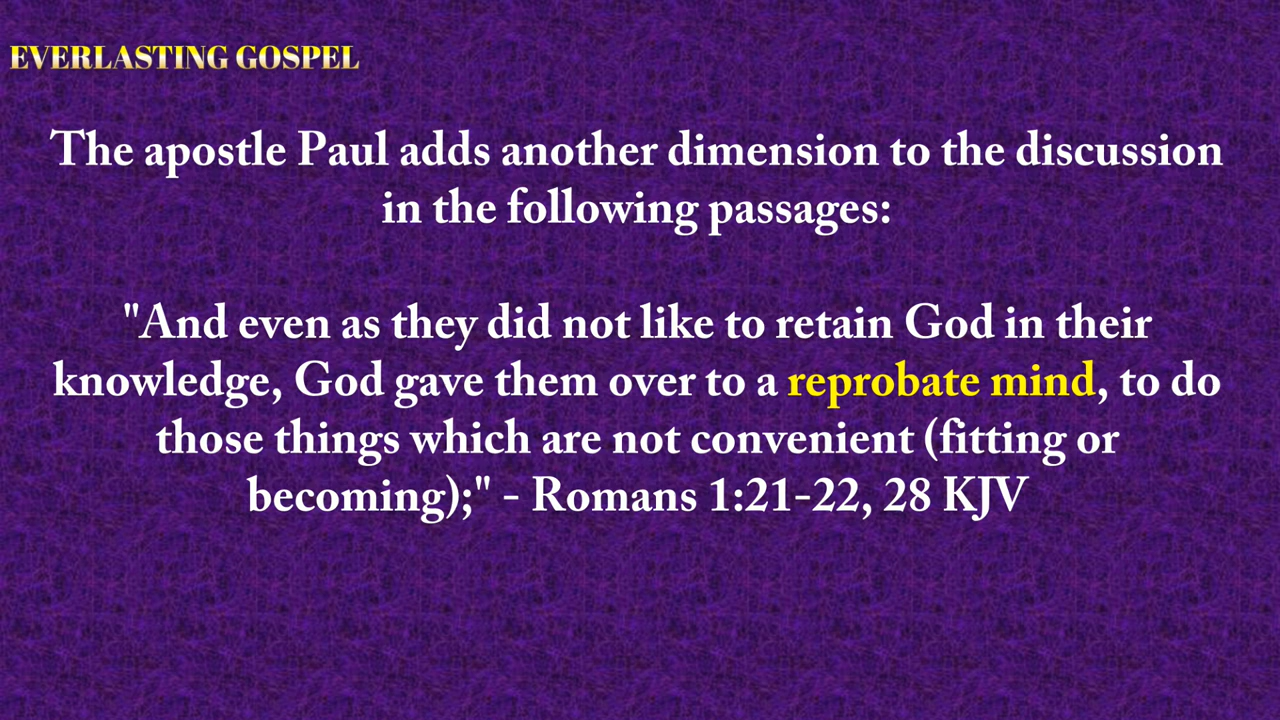 EVERLASTING GOSPEL
The apostle Paul adds another dimension to the discussion
in the following passages:
"And even as they did not like to retain God in their
knowledge, God gave them over to a reprobate mind, to do
those things which are not convenient (fitting or
becoming);" - Romans 1:21-22, 28 KJV